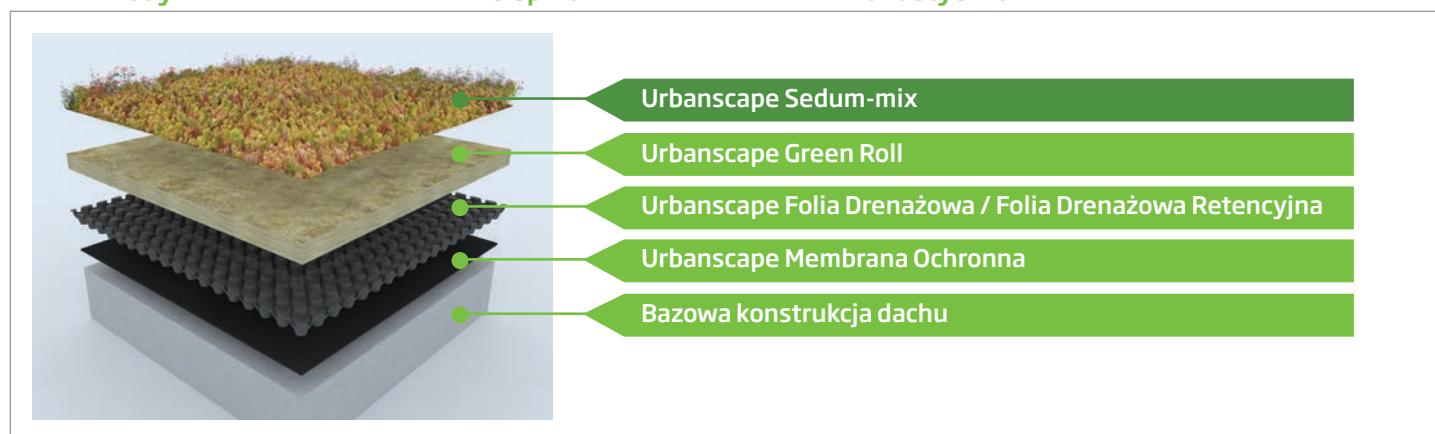 Urbanscape Sedum-mix
Urbanscape Green Roll
Urbanscape Folia Drenażowa / Folia Drenażowa Retencyjna
Urbanscape Membrana Ochronna
Bazowa konstrukcja dachu